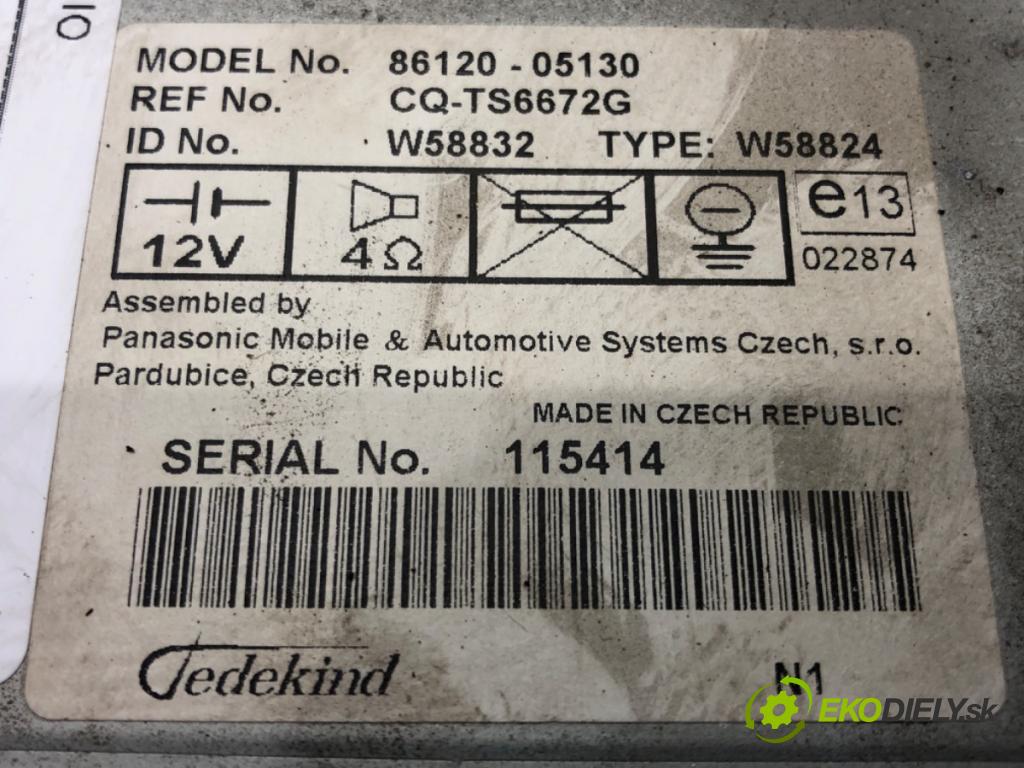 MODEL No. 86120 - 05130
REF No. CQ-TS6672G
ID No. W58832 TYPE: W58824
12V 4Ω e13
022874
Assembled by
Panasonic Mobile & Automotive Systems Czech, s.r.o.
Pardubice, Czech Republic
MADE IN CZECH REPUBLIC
SERIAL No. 115414
Jedekind
N1
EKODIELY.sk